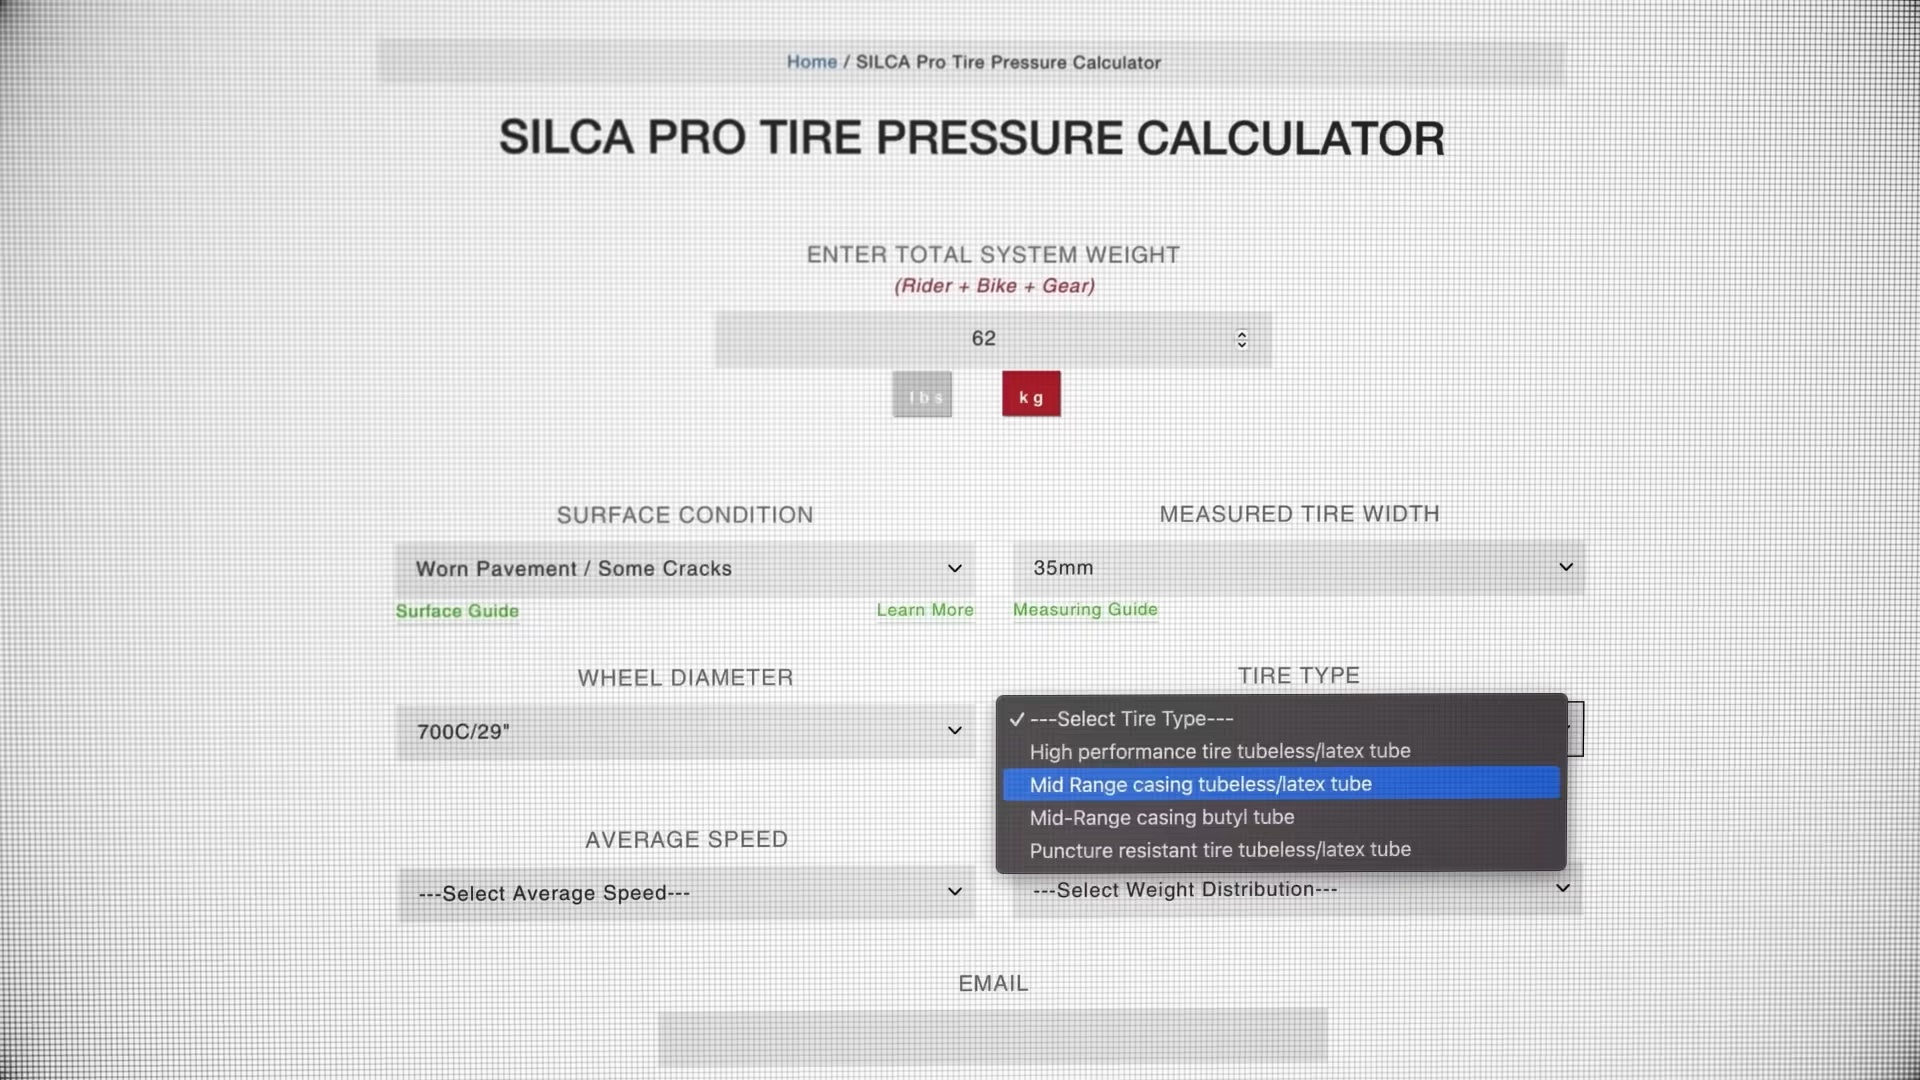 Home / SILCA Pro Tire Pressure Calculator
SILCA PRO TIRE PRESSURE CALCULATOR
ENTER TOTAL SYSTEM WEIGHT
(Rider + Bike + Gear)
62
lbs kg
SURFACE CONDITION
Worn Pavement / Some Cracks
Surface Guide Learn More
MEASURED TIRE WIDTH
35mm
Measuring Guide
WHEEL DIAMETER
700C/29"
TIRE TYPE
✓ ---Select Tire Type---
High performance tire tubeless/latex tube
Mid Range casing tubeless/latex tube
Mid-Range casing butyl tube
Puncture resistant tire tubeless/latex tube
AVERAGE SPEED
---Select Average Speed---
---Select Weight Distribution---
EMAIL